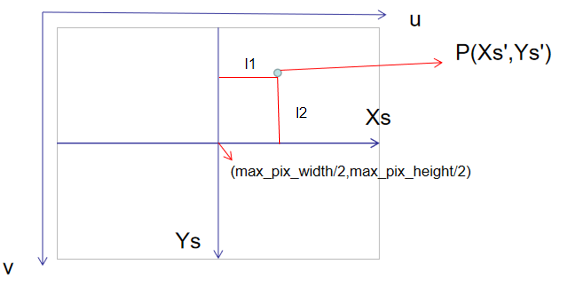 u
P(Xs',Ys')
l1
l2
Xs
(max_pix_width/2,max_pix_height/2)
Ys
v